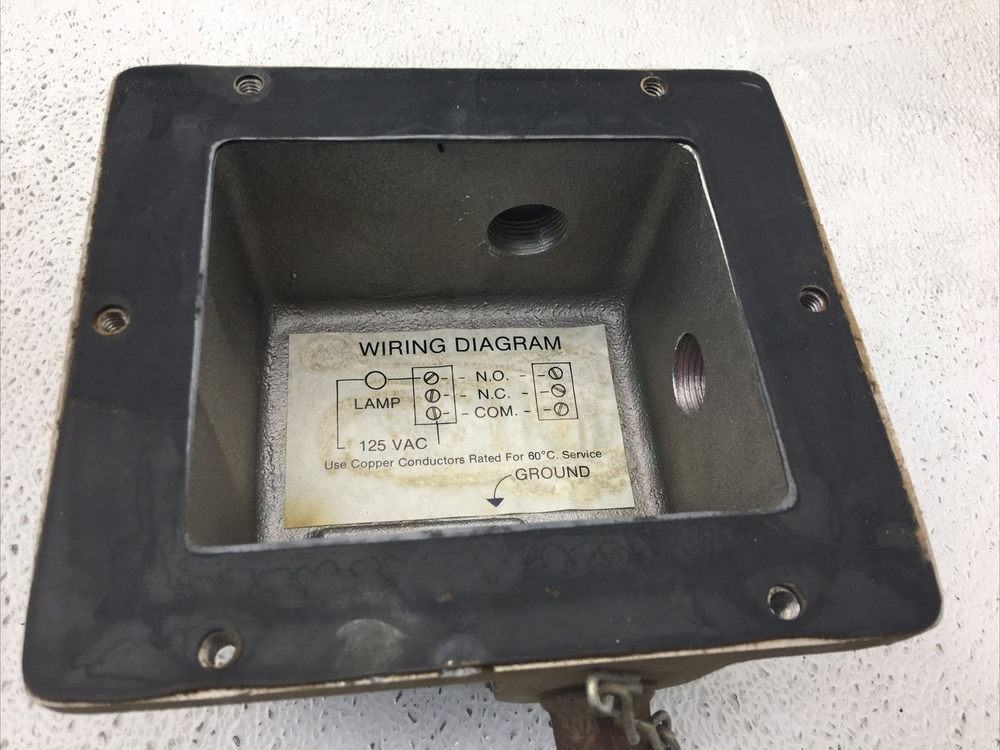 WIRING DIAGRAM
N.O.
LAMP N.C.
COM.
125 VAC
Use Copper Conductors Rated For 60°C. Service
GROUND